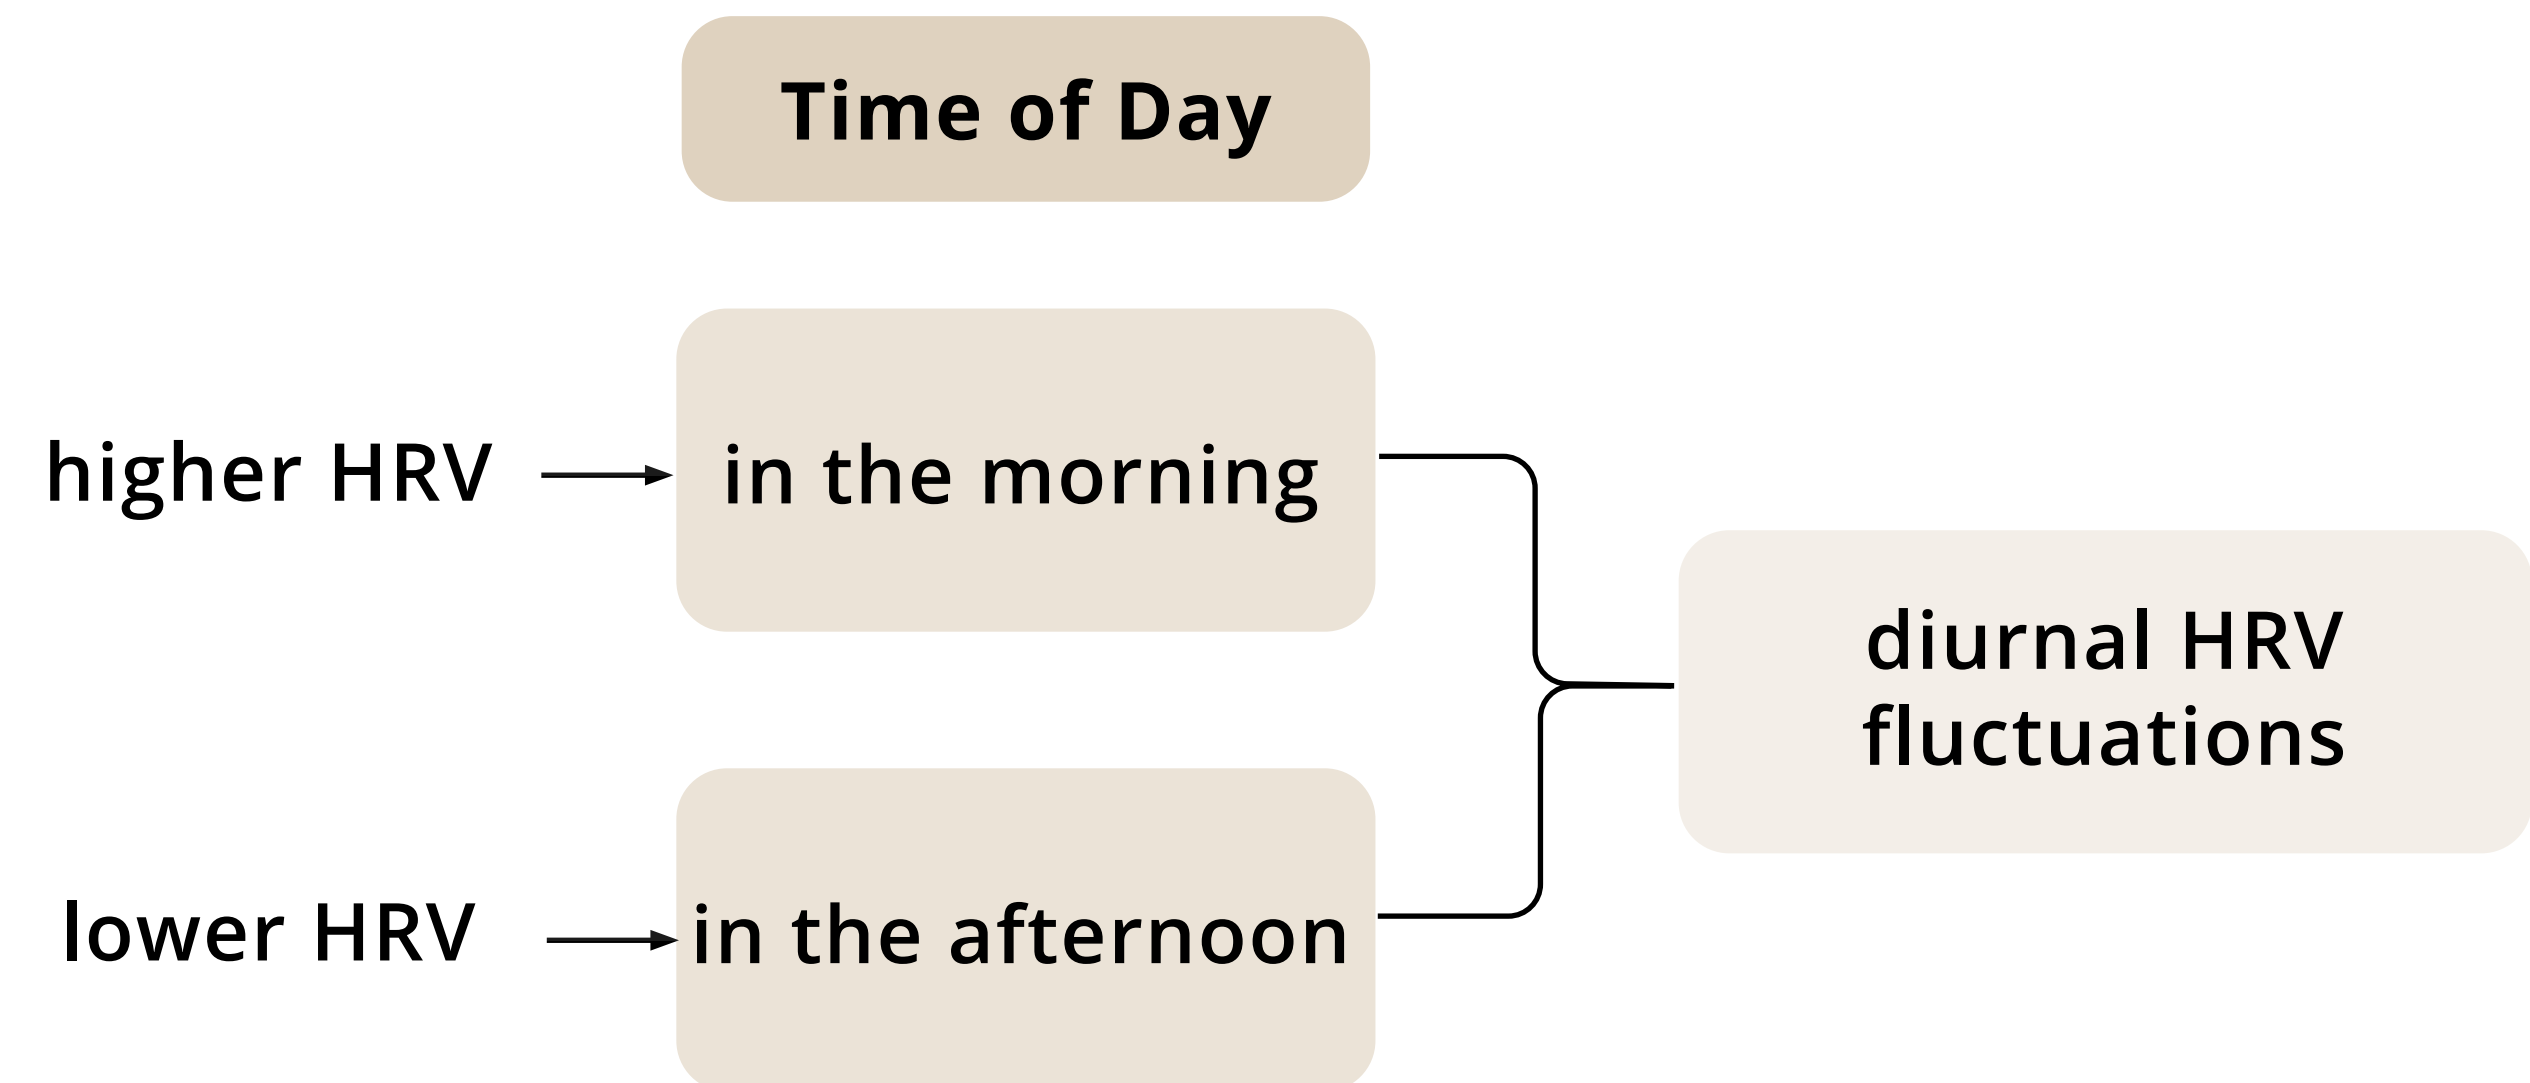 Time of Day
higher HRV
in the morning
diurnal HRV
fluctuations
lower HRV
in the afternoon